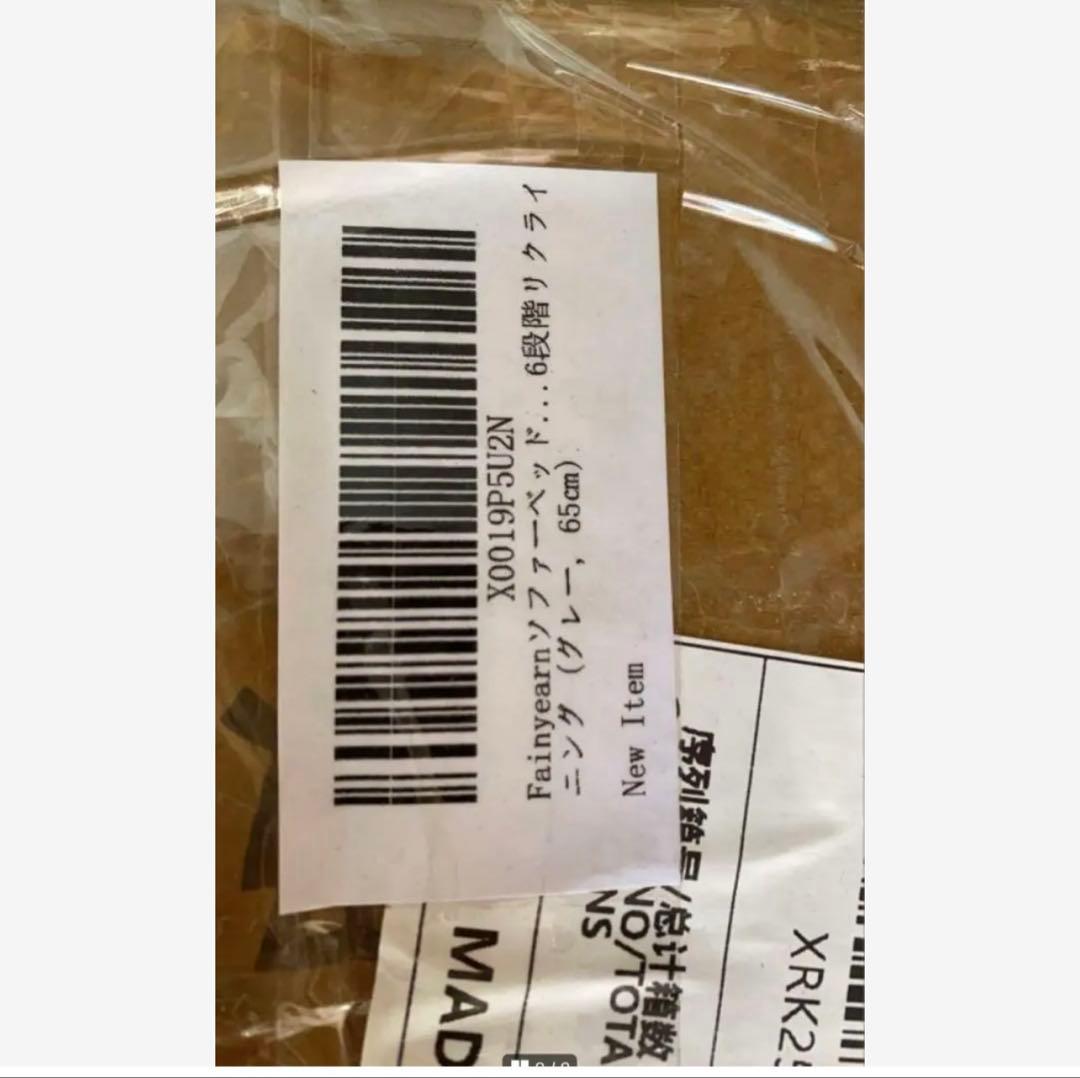 X0019P5U2N
Fainyearnソファーベッド...6段階リクライ
ニング (グレー, 65cm)
New Item
序列箱号/总计箱数
NO/TOTA
NS
MAD
XRK2